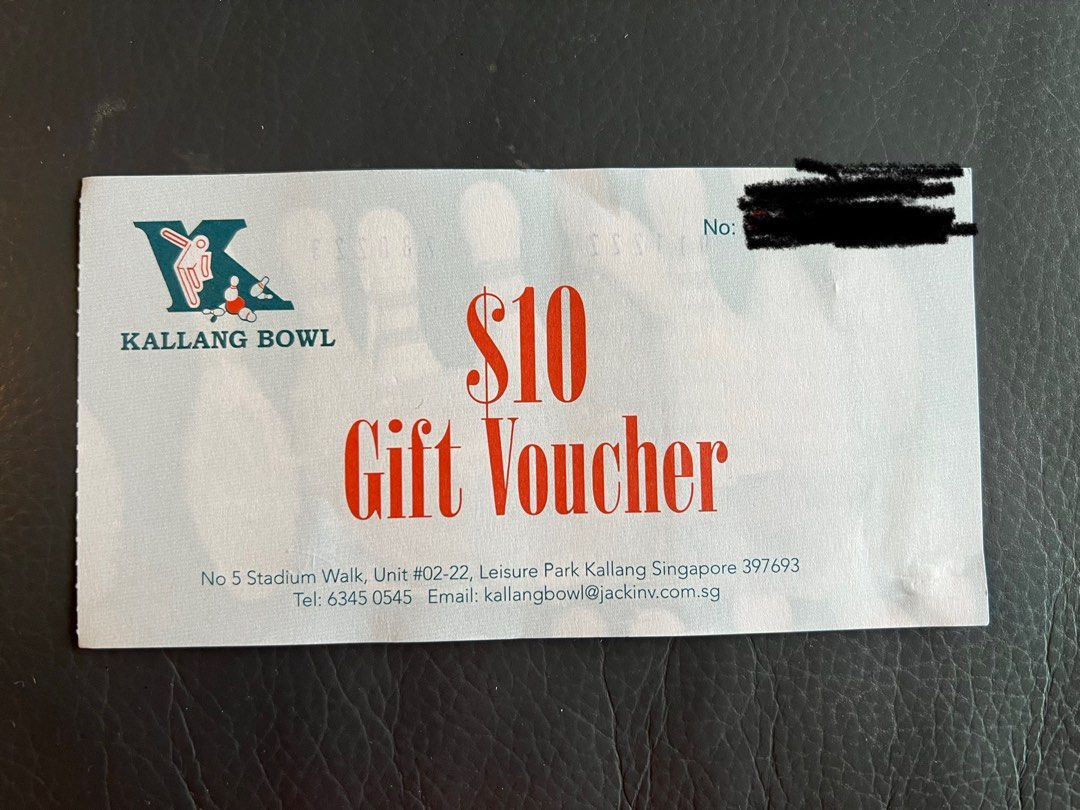 No:
KALLANG BOWL
$10
Gift Voucher
No 5 Stadium Walk, Unit #02-22, Leisure Park Kallang Singapore 397693
Tel: 6345 0545 Email: kallangbowl@jackinv.com.sg